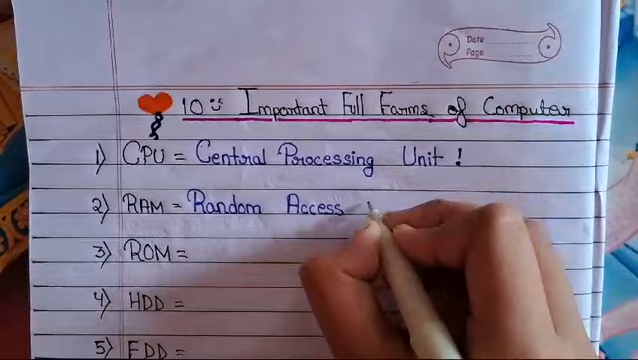 Date
Page
10 Important Full Farms of Computer
1) CPU = Central Processing Unit !
2) RAM = Random Access
3) ROM =
4) HDD =
5) FDD =